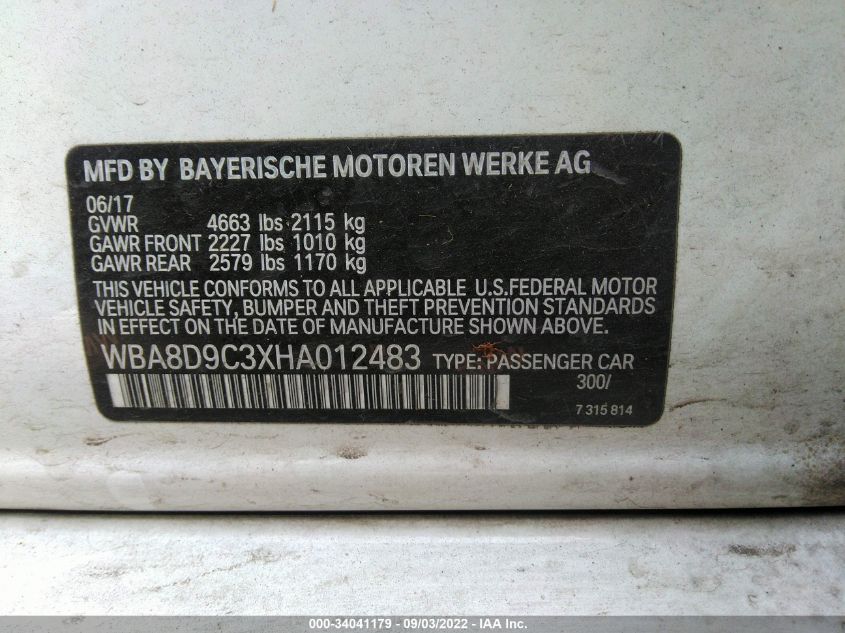 MFD BY BAYERISCHE MOTOREN WERKE AG
06/17
GVWR 4663 lbs 2115 kg
GAWR FRONT 2227 lbs 1010 kg
GAWR REAR 2579 lbs 1170 kg
THIS VEHICLE CONFORMS TO ALL APPLICABLE U.S.FEDERAL MOTOR
VEHICLE SAFETY, BUMPER AND THEFT PREVENTION STANDARDS
IN EFFECT ON THE DATE OF MANUFACTURE SHOWN ABOVE.
WBA8D9C3XHA012483 TYPE: PASSENGER CAR
300/
7 315 814
000-34041179 - 09/03/2022 - IAA Inc.